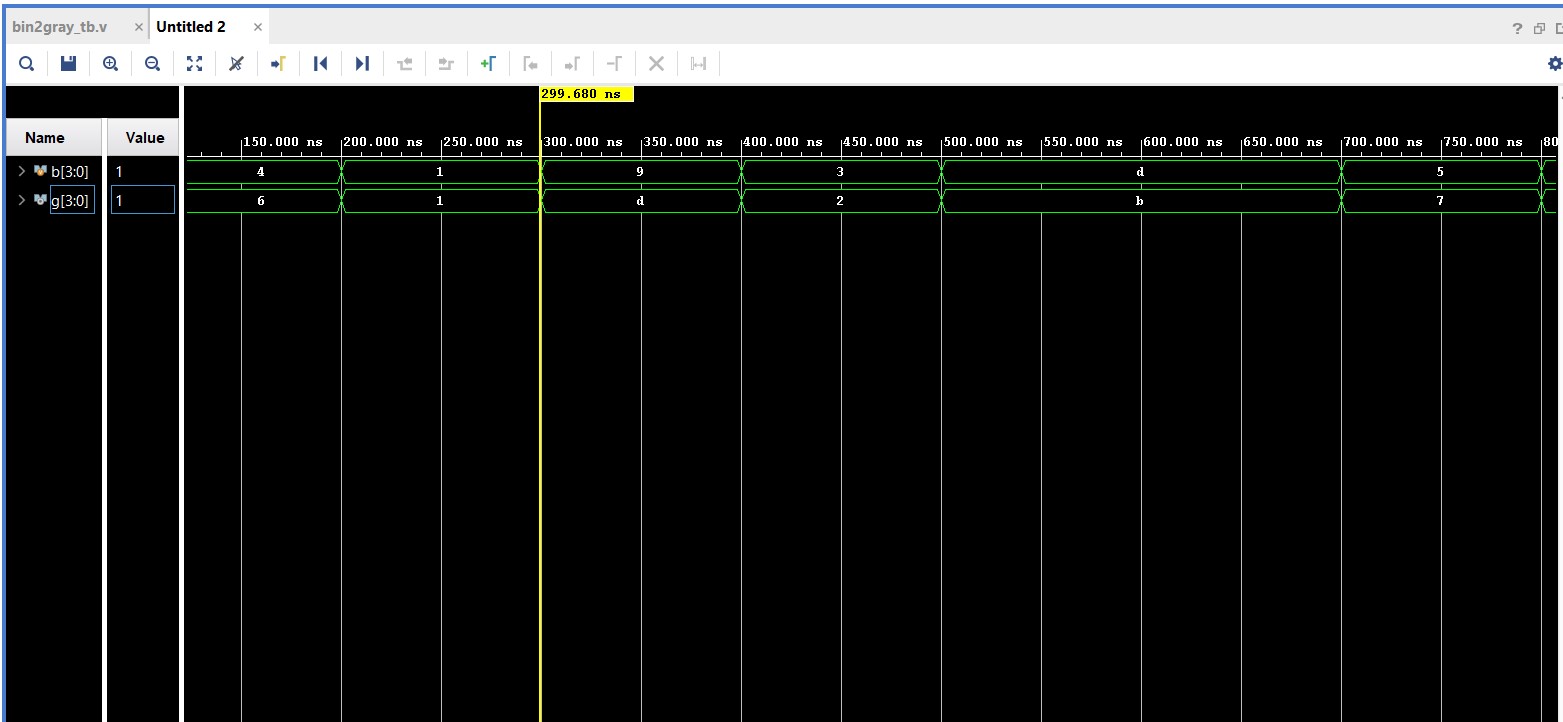 bin2gray_tb.v × Untitled 2 ×
299.680 ns
Name Value
150.000 ns 200.000 ns 250.000 ns 300.000 ns 350.000 ns 400.000 ns 450.000 ns 500.000 ns 550.000 ns 600.000 ns 650.000 ns 700.000 ns 750.000 ns 80
b[3:0] 1 4 1 9 3 d 5
g[3:0] 1 6 1 d 2 b 7